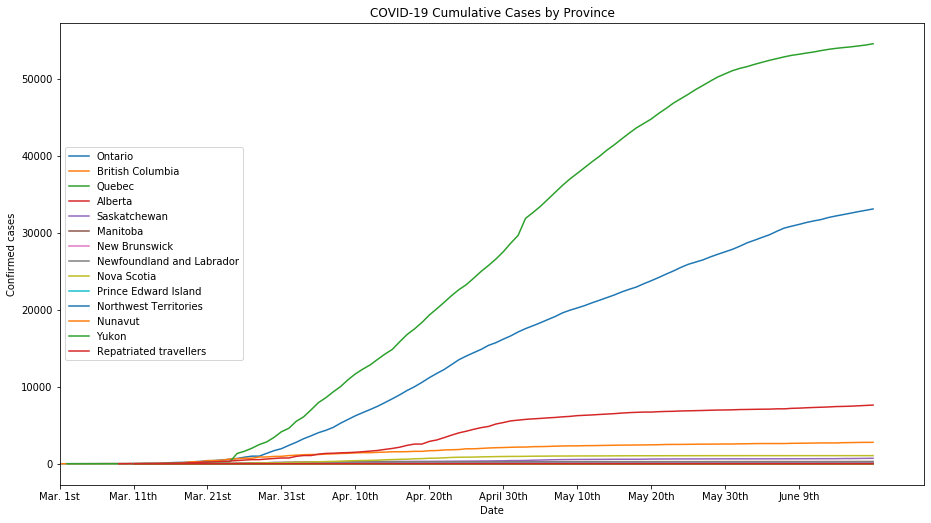 COVID-19 Cumulative Cases by Province
Confirmed cases
50000
40000
30000
20000
10000
0
Ontario
British Columbia
Quebec
Alberta
Saskatchewan
Manitoba
New Brunswick
Newfoundland and Labrador
Nova Scotia
Prince Edward Island
Northwest Territories
Nunavut
Yukon
Repatriated travellers
Mar. 1st Mar. 11th Mar. 21st Mar. 31st Apr. 10th Apr. 20th April 30th May 10th May 20th May 30th June 9th
Date